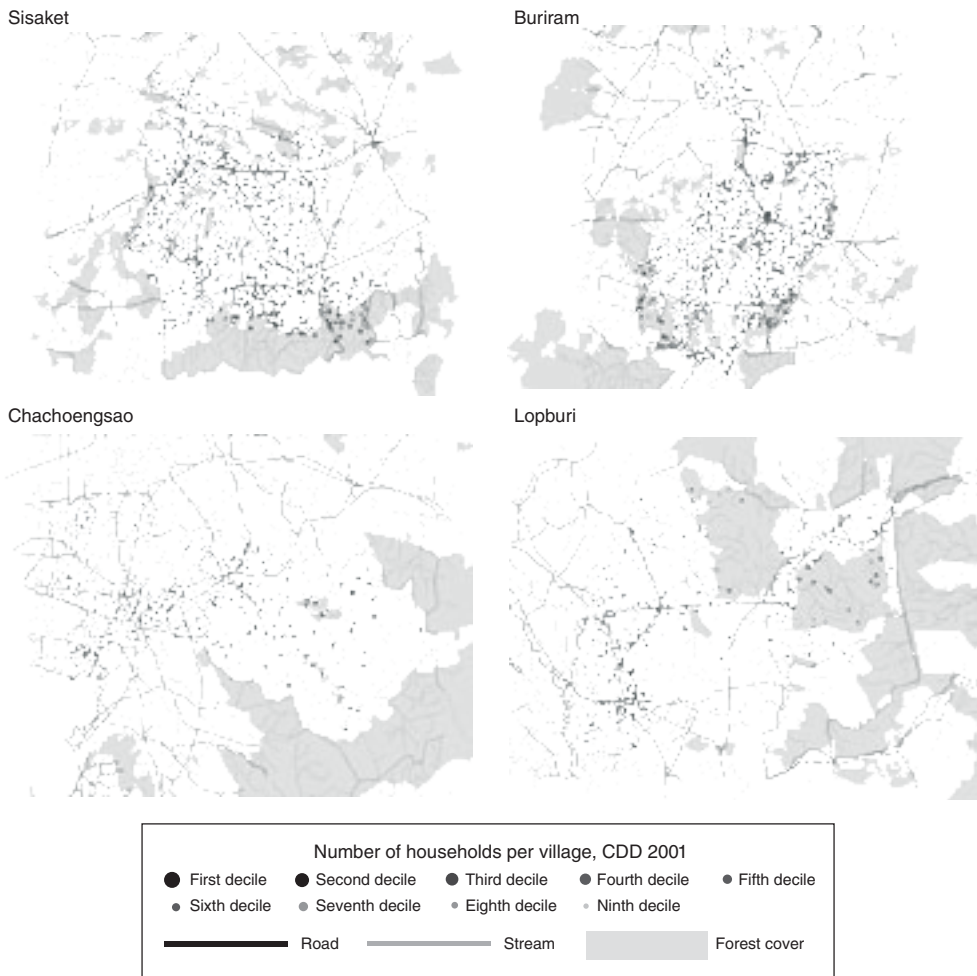 Sisaket
Buriram
Chachoengsao
Lopburi
Number of households per village, CDD 2001
First decile Second decile Third decile Fourth decile Fifth decile
Sixth decile Seventh decile Eighth decile Ninth decile
Road Stream Forest cover